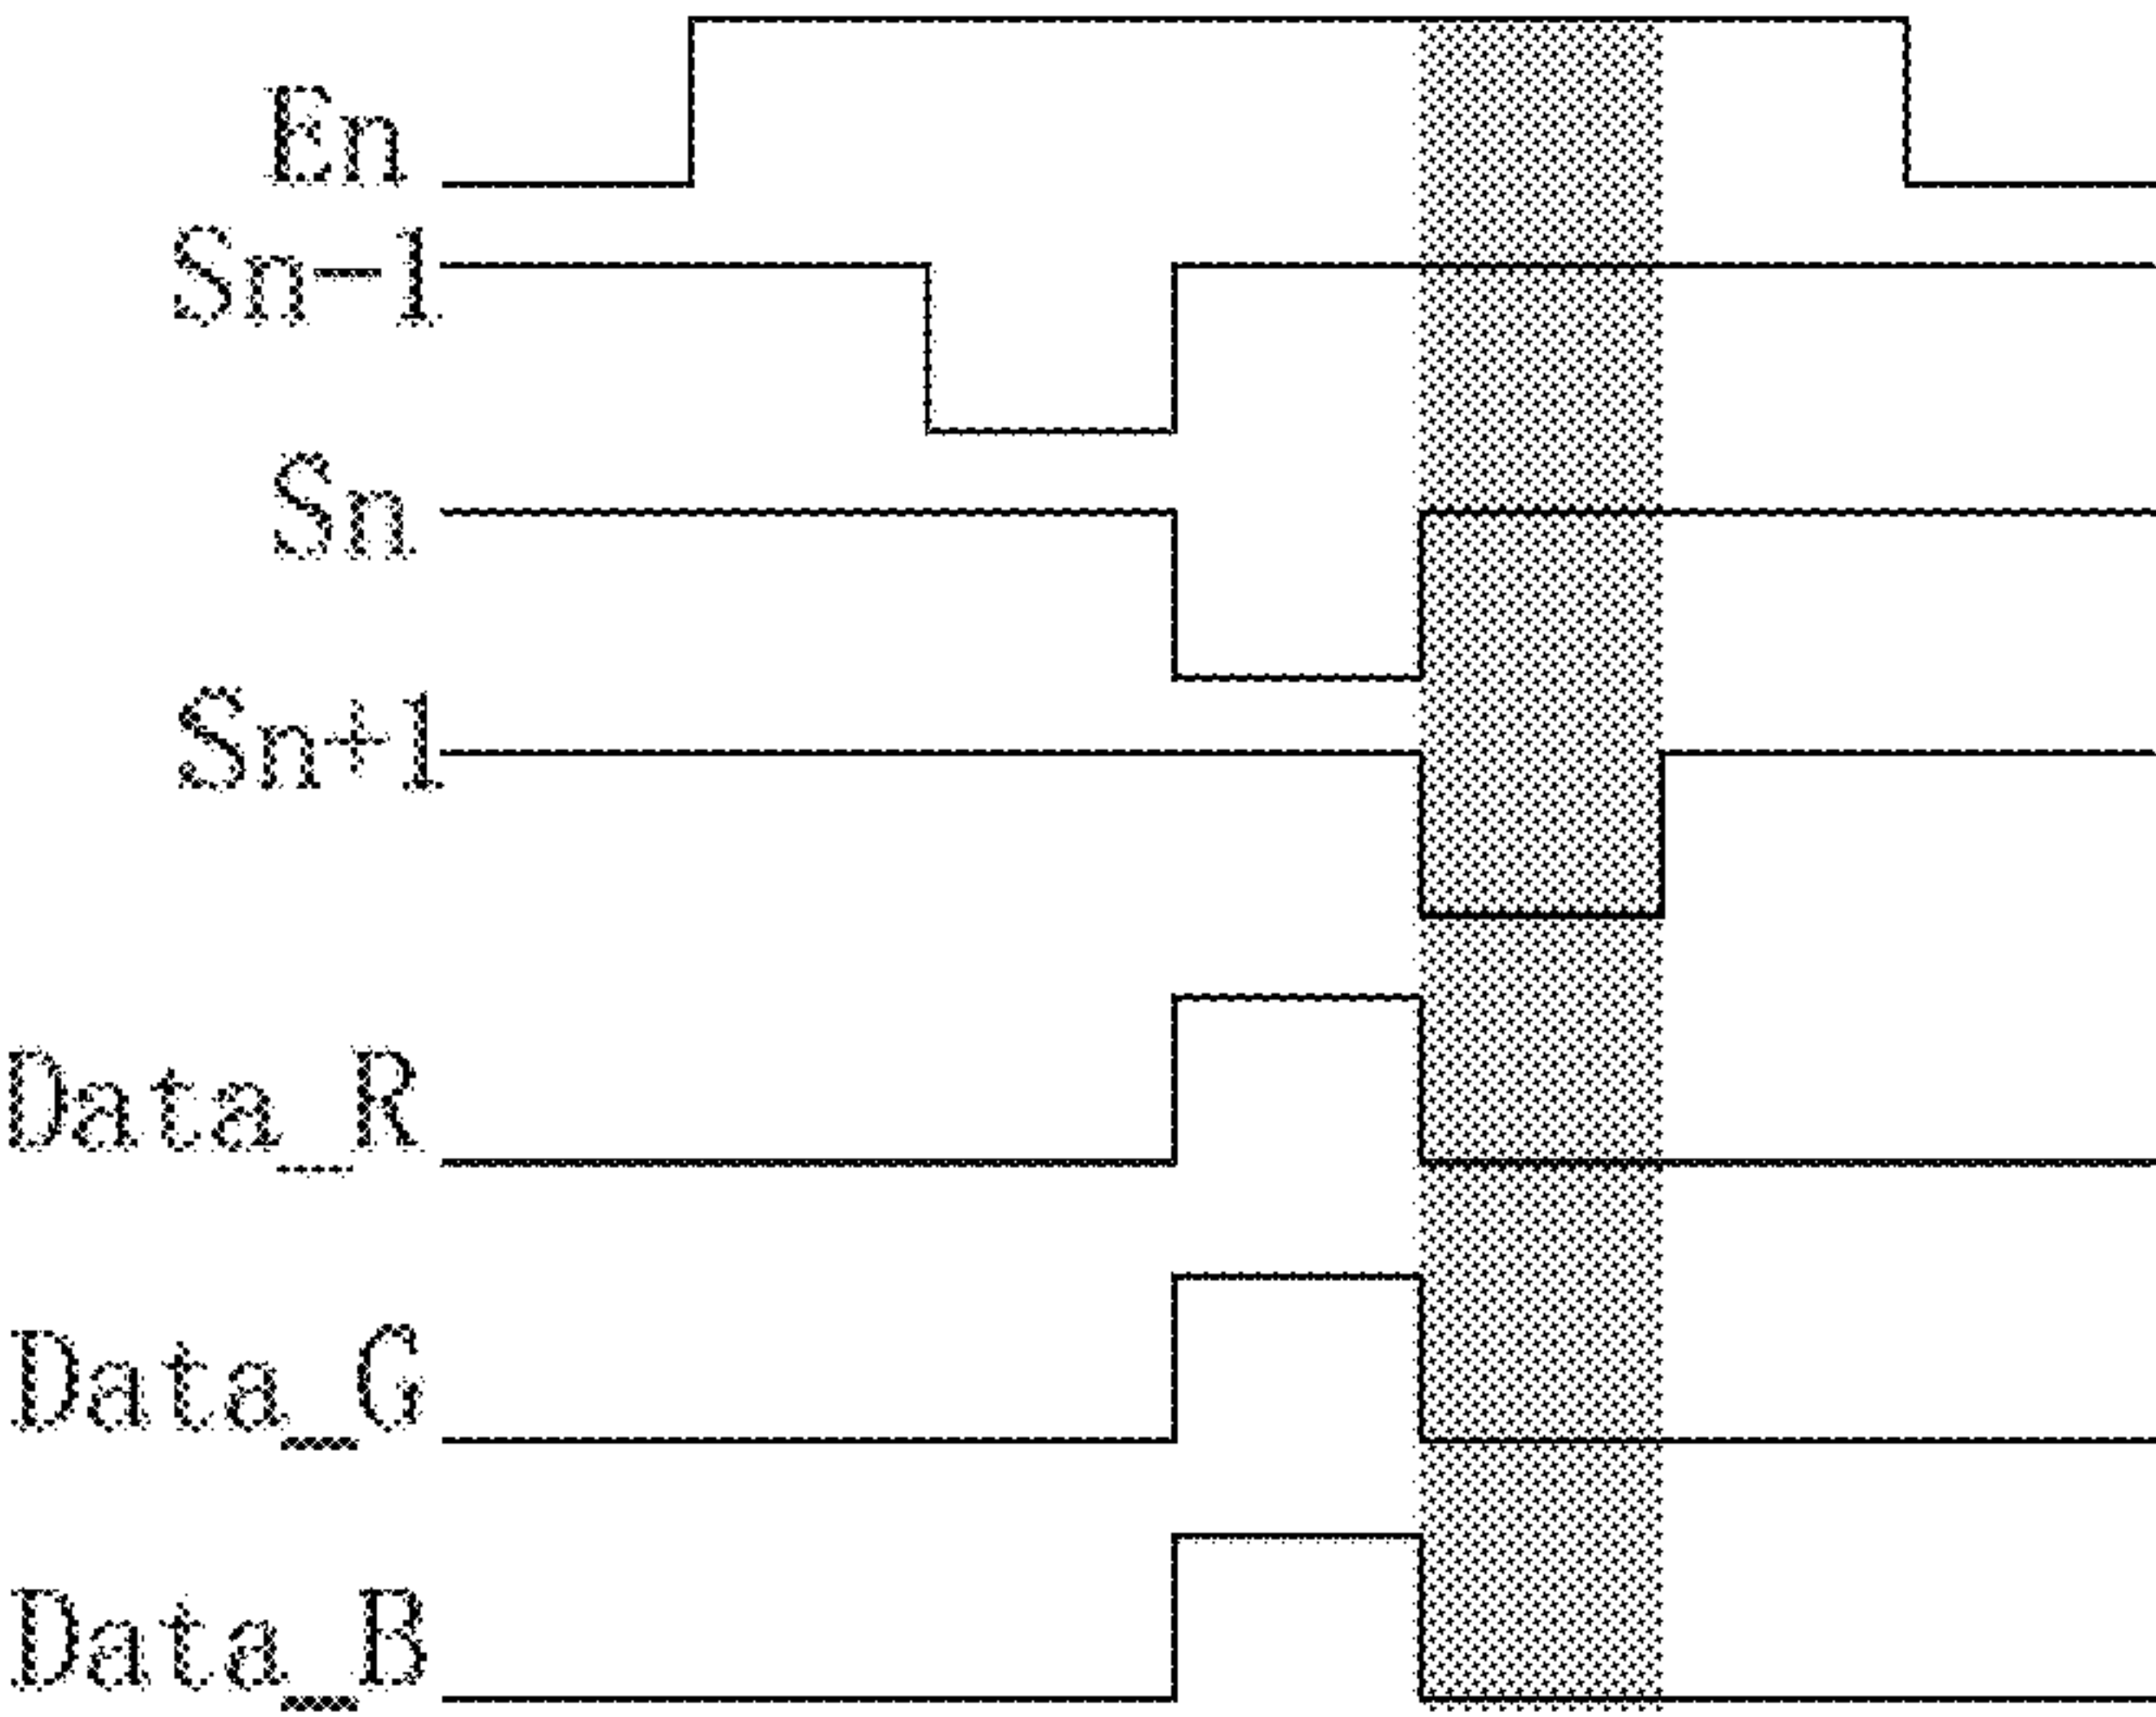 En
Sn-1
Sn
Sn+1
Data_R
Data_G
Data_B